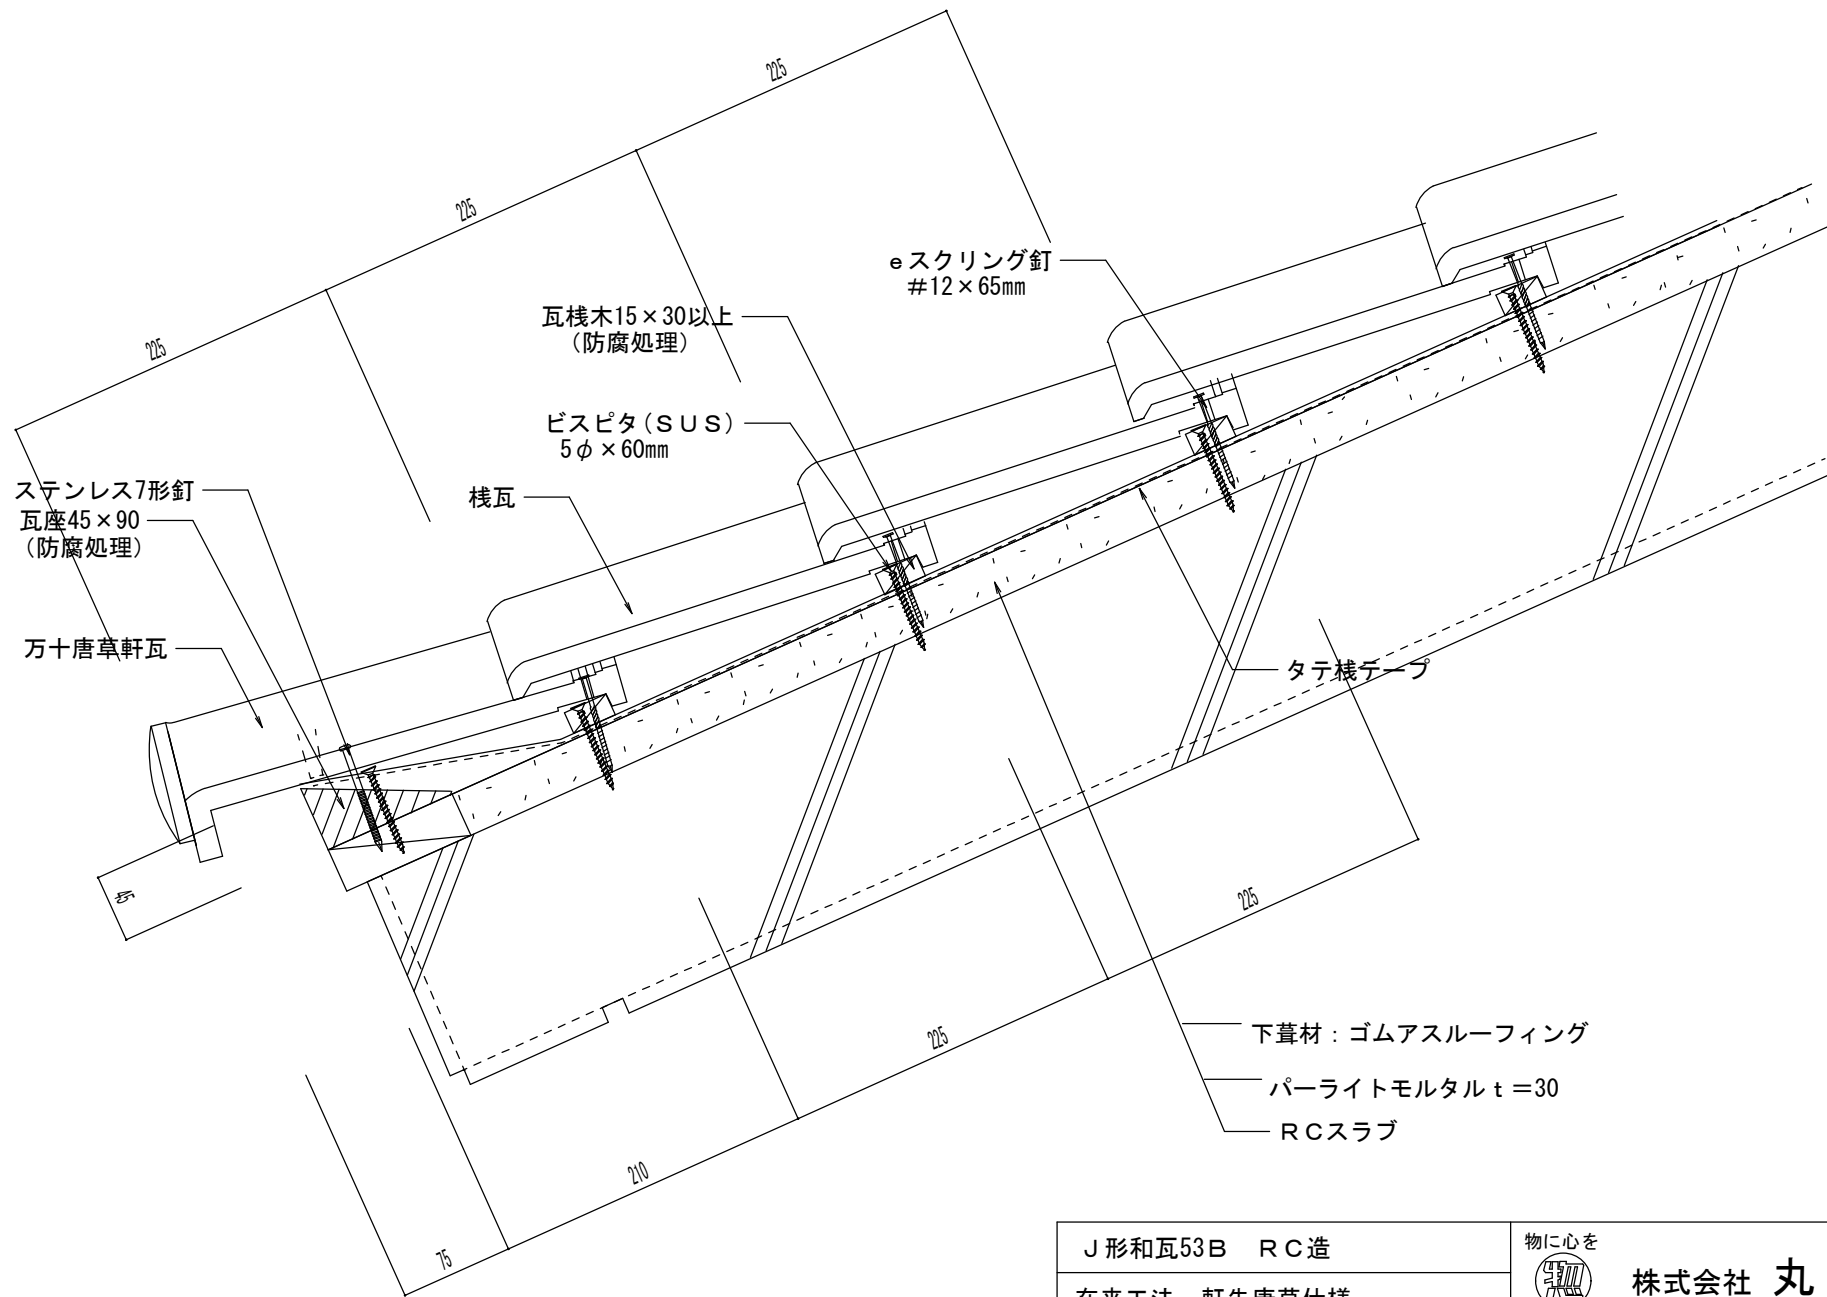 225
225
225
eスクリング釘
#12×65mm
瓦桟木15×30以上
(防腐処理)
ビスピタ(SUS)
5φ×60mm
桟瓦
ステンレス7形釘
瓦座45×90
(防腐処理)
万十唐草軒瓦
タテ桟テープ
45
225
225
210
75
下葺材：ゴムアスルーフィング
パーライトモルタルt=30
RCスラブ
J形和瓦53B RC造
物に心を
株式会社 丸